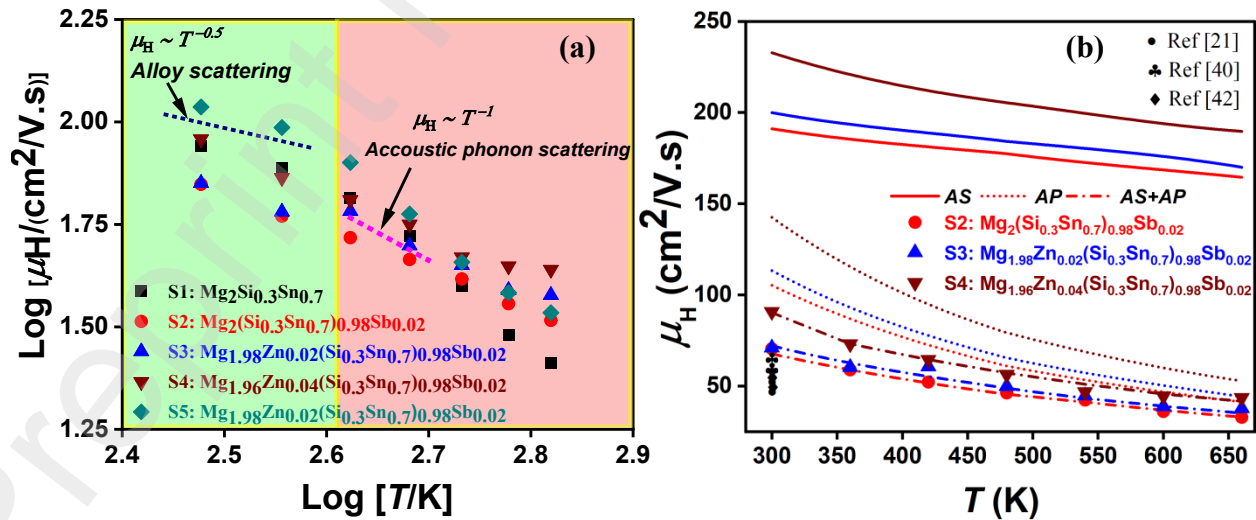 2.25
2.00
1.75
1.50
1.25
Log [μH/(cm2/V.s)]
μH ~ T−0.5
Alloy scattering
(a)
μH ~ T−1
Accoustic phonon scattering
S1: Mg2Si0.3Sn0.7
S2: Mg2(Si0.3Sn0.7)0.98Sb0.02
S3: Mg1.98Zn0.02(Si0.3Sn0.7)0.98Sb0.02
S4: Mg1.96Zn0.04(Si0.3Sn0.7)0.98Sb0.02
S5: Mg1.98Zn0.02(Si0.3Sn0.7)0.98Sb0.02
2.4 2.5 2.6 2.7 2.8 2.9
Log [T/K]
250
200
150
100
50
μH (cm2/V.s)
(b)
Ref [21]
Ref [40]
Ref [42]
AS AP AS+AP
S2: Mg2(Si0.3Sn0.7)0.98Sb0.02
S3: Mg1.98Zn0.02(Si0.3Sn0.7)0.98Sb0.02
S4: Mg1.96Zn0.04(Si0.3Sn0.7)0.98Sb0.02
300 350 400 450 500 550 600 650
T (K)
Preprint